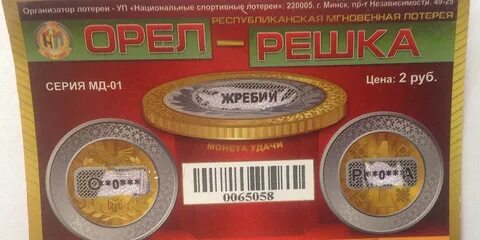 Организатор лотереи - УП «Национальные спортивные лотереи» 220005, г. Минск, пр-т Независимости, 49-25
РЕСПУБЛИКАНСКАЯ МГНОВЕННАЯ ЛОТЕРЕЯ
ОРЕЛ - РЕШКА
СЕРИЯ МД-01
Цена: 2 руб.
ЖРЕБИЙ
МОНЕТА УДАЧИ
0065058